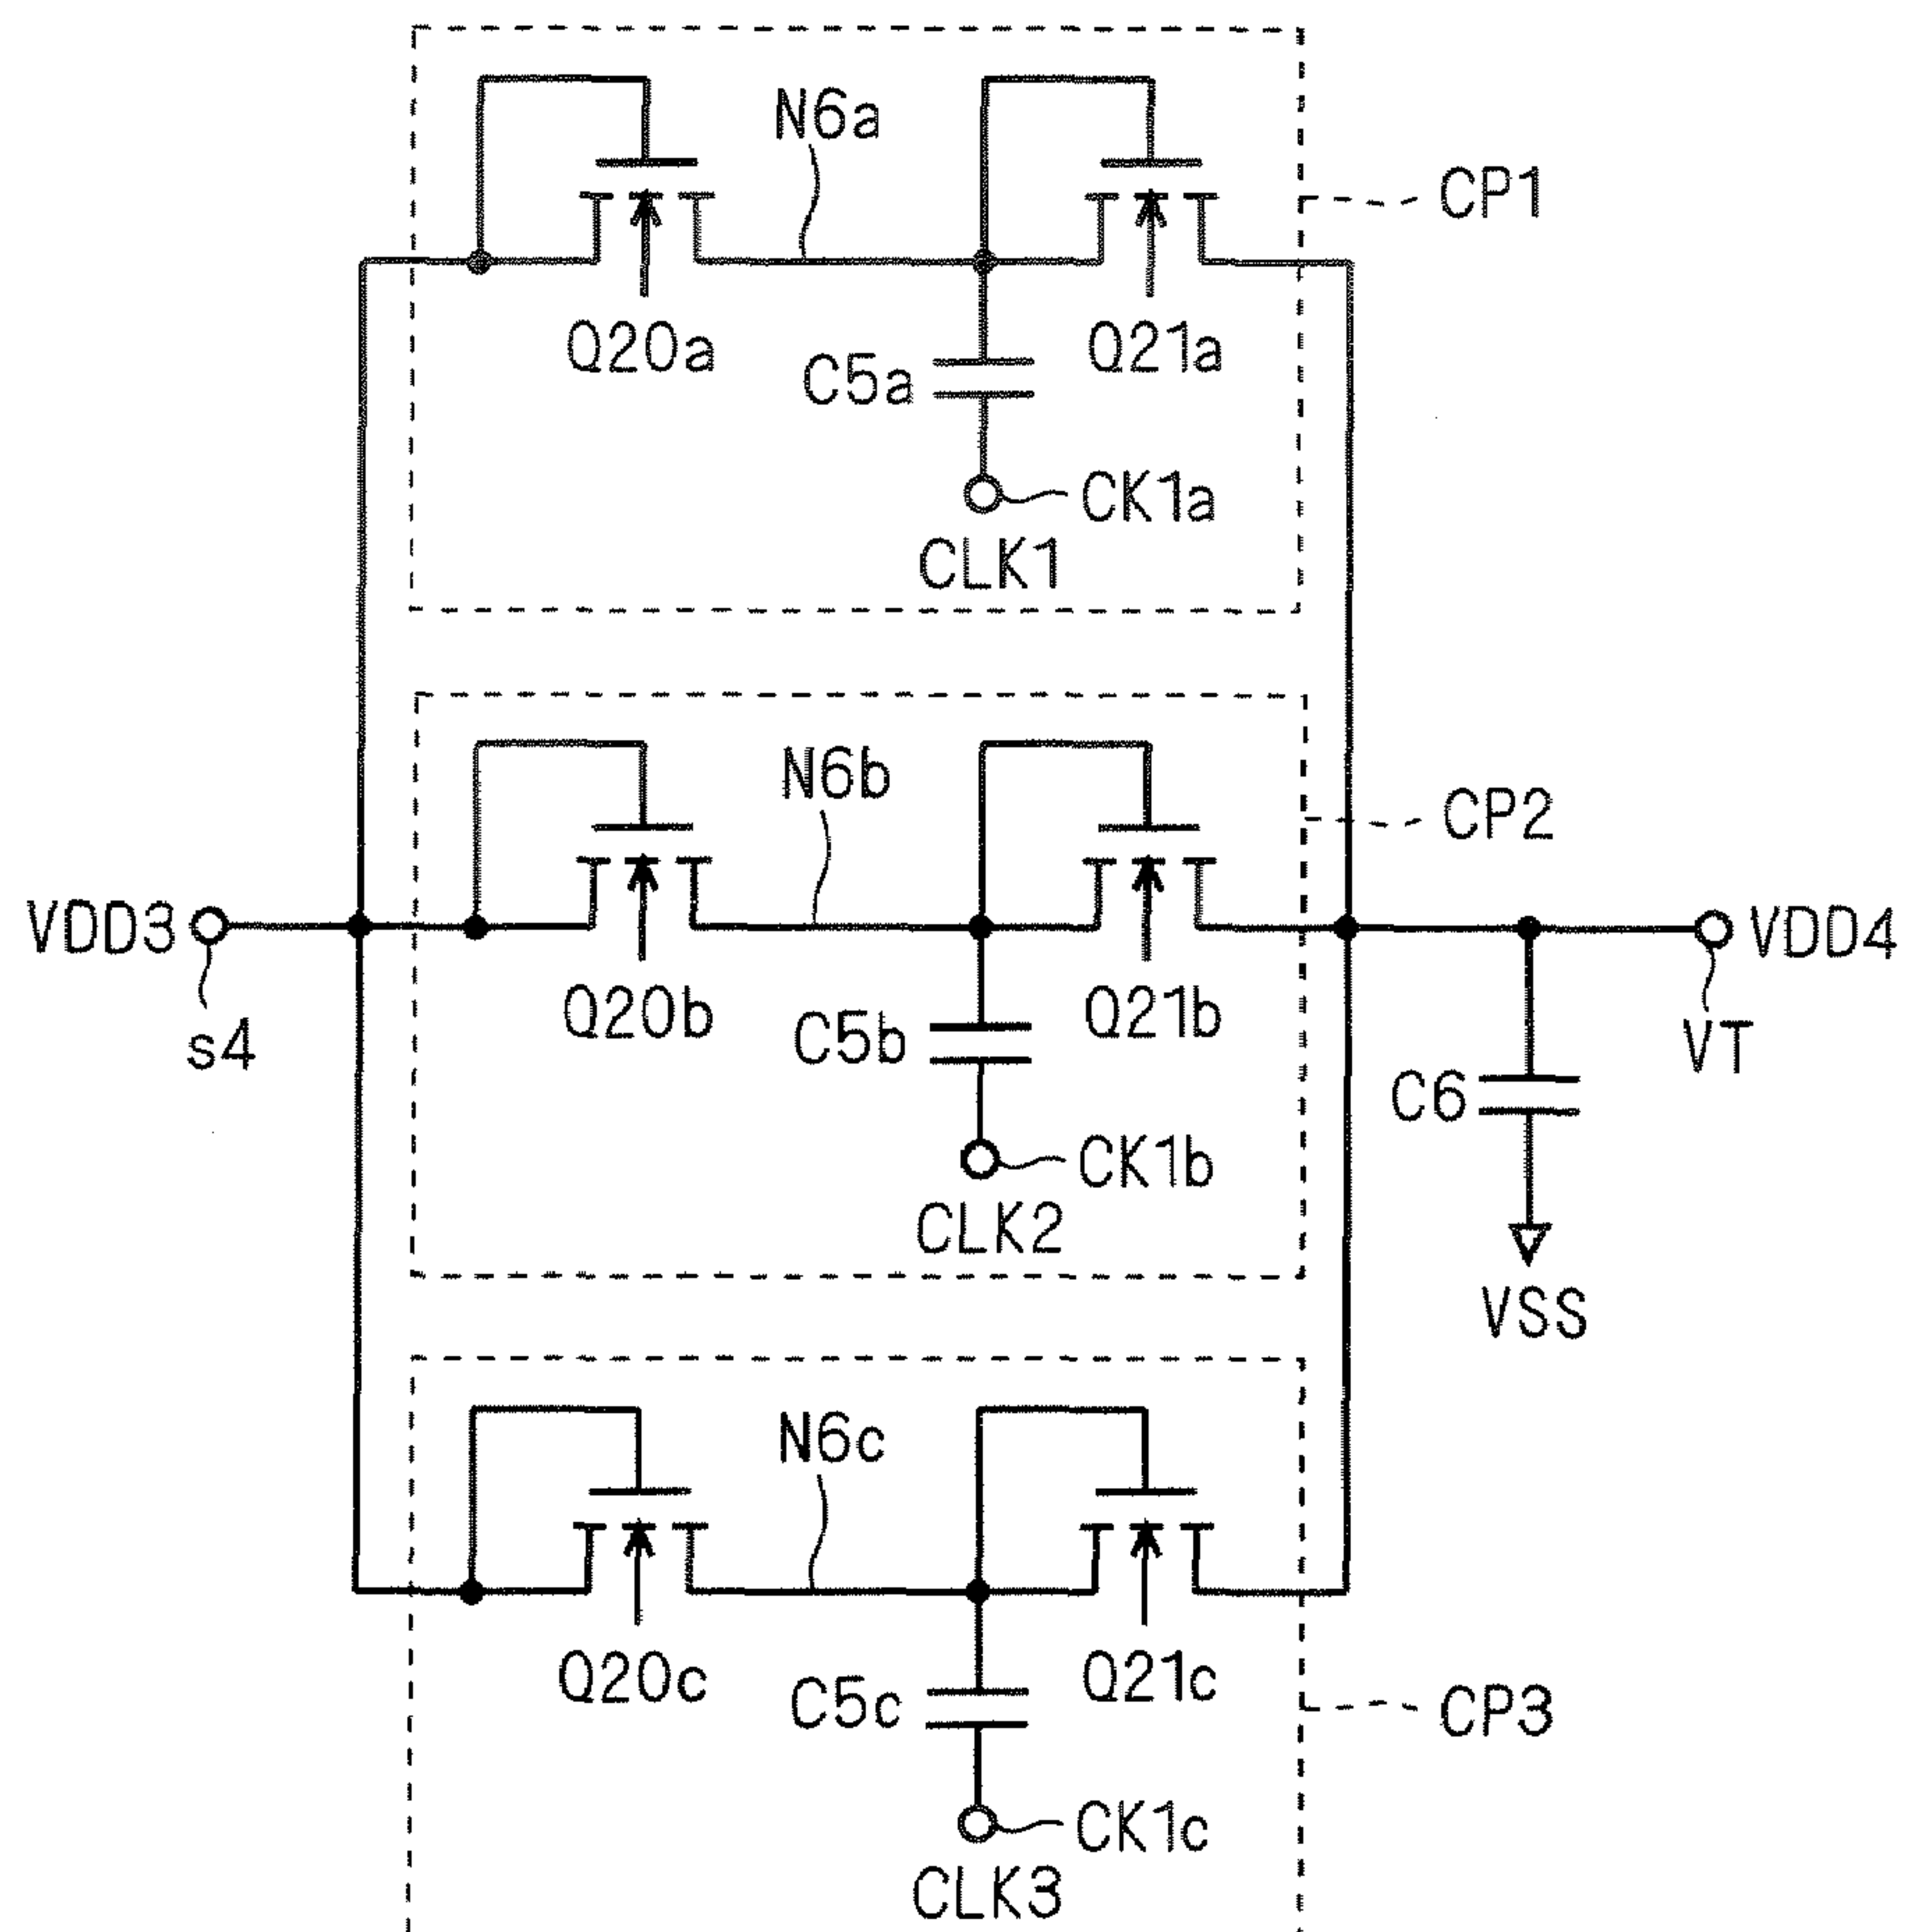 N6a
CP1
Q20a
Q21a
C5a
CK1a
CLK1
N6b
CP2
VDD3
VDD4
Q20b
Q21b
C5b
s4
VT
C6
CK1b
CLK2
VSS
N6c
Q20c
Q21c
C5c
CP3
CK1c
CLK3